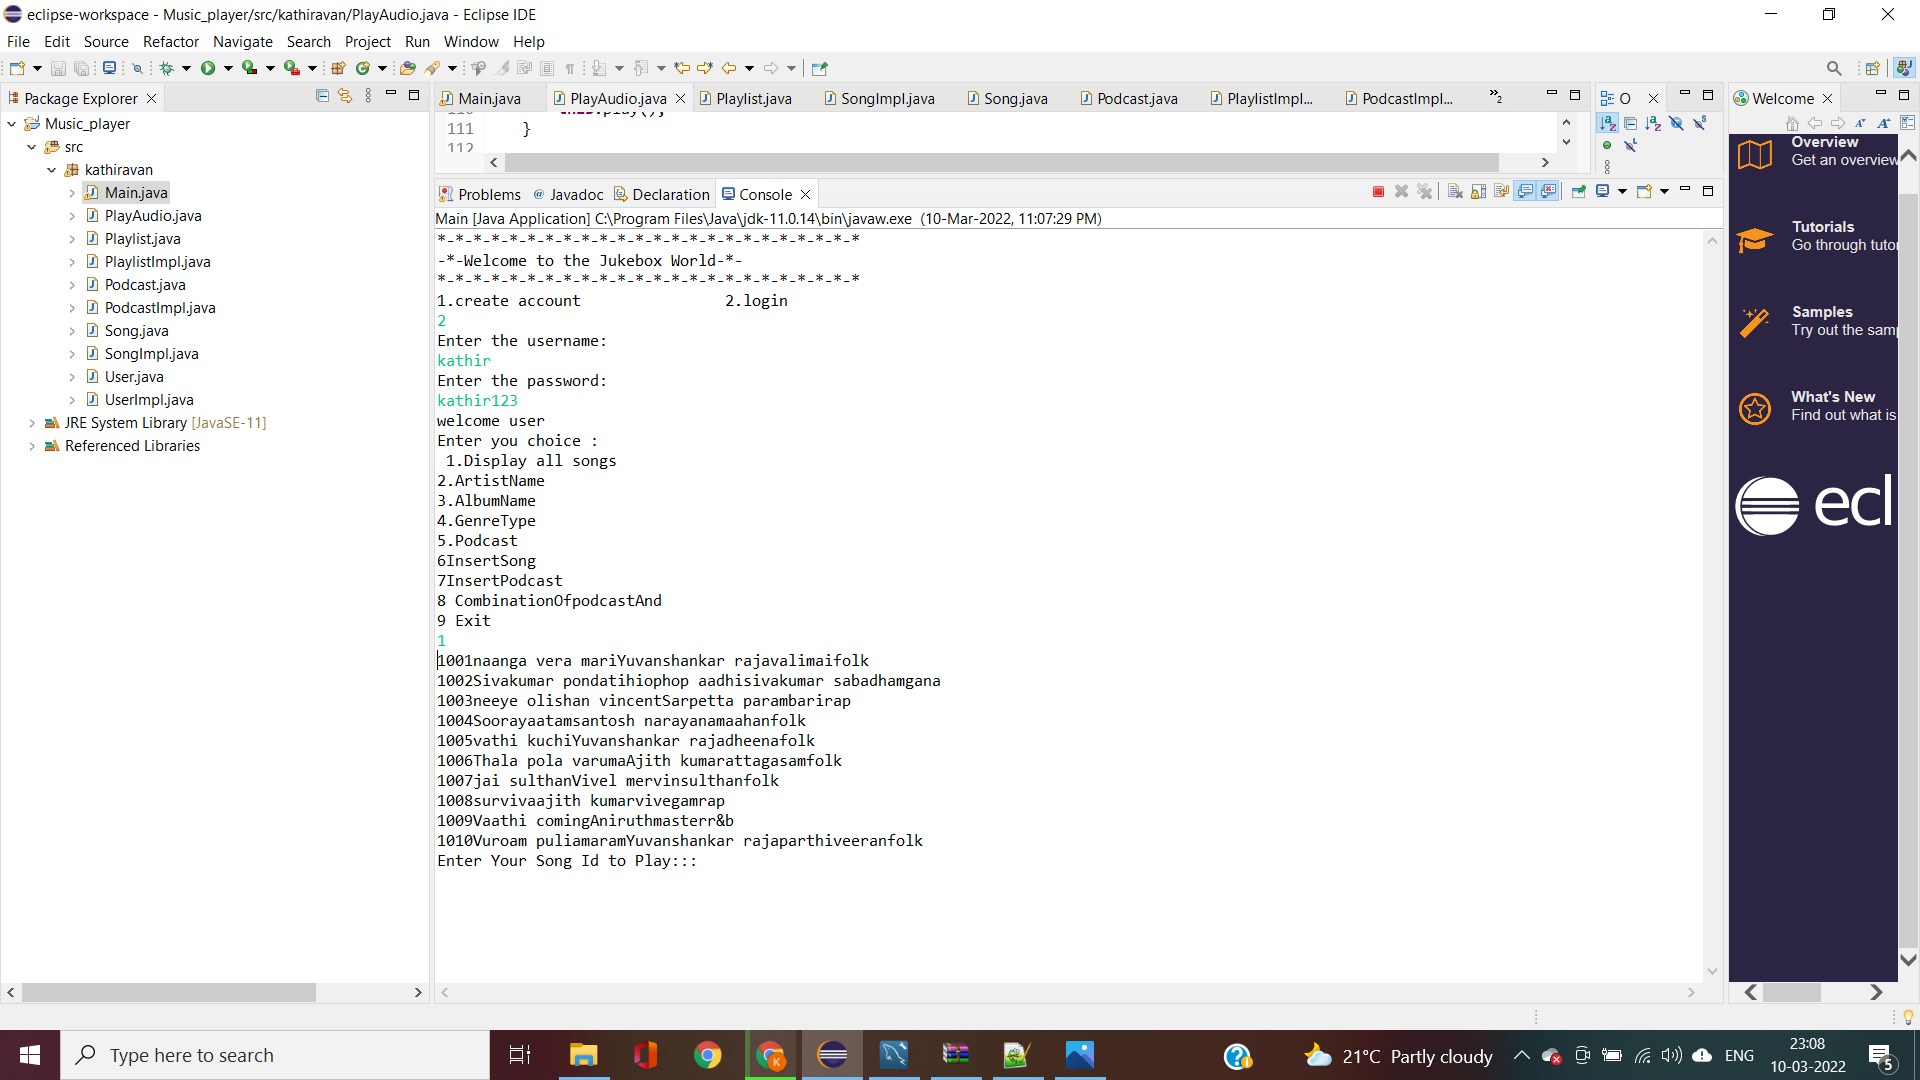 eclipse-workspace - Music_player/src/kathiravan/PlayAudio.java - Eclipse IDE
File Edit Source Refactor Navigate Search Project Run Window Help
Package Explorer
Music_player
src
kathiravan
Main.java
PlayAudio.java
Playlist.java
PlaylistImpl.java
Podcast.java
PodcastImpl.java
Song.java
SongImpl.java
User.java
UserImpl.java
JRE System Library [JavaSE-11]
Referenced Libraries
Main.java PlayAudio.java Playlist.java SongImpl.java Song.java Podcast.java PlaylistImpl... PodcastImpl... »2
111 }
112
Problems @ Javadoc Declaration Console
Main [Java Application] C:\Program Files\Java\jdk-11.0.14\bin\javaw.exe (10-Mar-2022, 11:07:29 PM)
*-*-*-*-*-*-*-*-*-*-*-*-*-*-*-*-*-*-*-*-*-*-*-*
-*-Welcome to the Jukebox World-*-
*-*-*-*-*-*-*-*-*-*-*-*-*-*-*-*-*-*-*-*-*-*-*-*
1.create account 2.login
2
Enter the username:
kathir
Enter the password:
kathir123
welcome user
Enter you choice :
1.Display all songs
2.ArtistName
3.AlbumName
4.GenreType
5.Podcast
6InsertSong
7InsertPodcast
8 CombinationOfpodcastAnd
9 Exit
1
1001naanga vera mariYuvanshankar rajavalimaifolk
1002Sivakumar pondatihiophop aadhisivakumar sabadhamgana
1003neeye olishan vincentSarpetta parambarirap
1004Soorayaatamsantosh narayanamaahanfolk
1005vathi kuchiYuvanshankar rajadheenafolk
1006Thala pola varumaAjith kumarattagasamfolk
1007jai sulthanVivel mervinsulthanfolk
1008survivaajith kumarvivegamrap
1009Vaathi comingAniruthmasterr&b
1010Vuroam puliamaramYuvanshankar rajaparthiveeranfolk
Enter Your Song Id to Play:::
O
Welcome
Overview
Get an overview
Tutorials
Go through tutor
Samples
Try out the samp
What's New
Find out what is
ecl
Type here to search
21°C Partly cloudy
ENG
23:08
10-03-2022
5